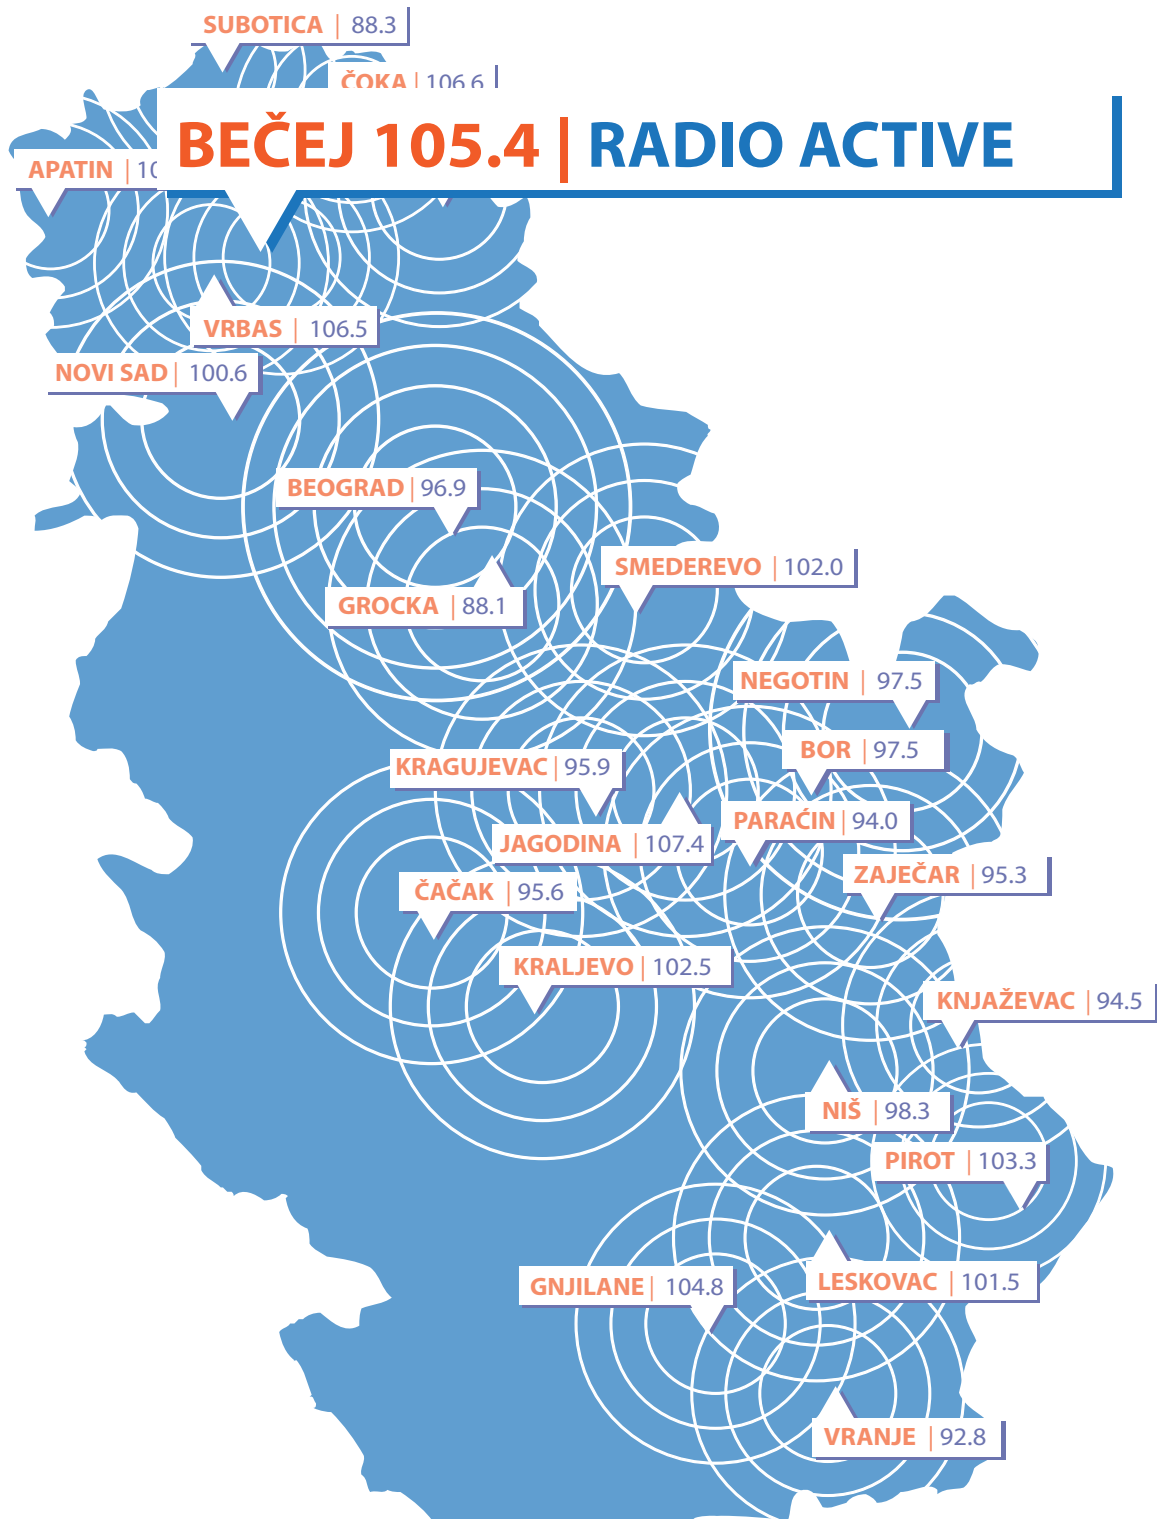 SUBOTICA | 88.3
ČOKA | 106.6
BEČEJ 105.4 | RADIO ACTIVE
APATIN |
VRBAS | 106.5
NOVI SAD | 100.6
BEOGRAD | 96.9
SMEDEREVO | 102.0
GROCKA | 88.1
NEGOTIN | 97.5
BOR | 97.5
KRAGUJEVAC | 95.9
PARAĆIN | 94.0
JAGODINA | 107.4
ZAJEČAR | 95.3
ČAČAK | 95.6
KRALJEVO | 102.5
KNJAŽEVAC | 94.5
NIŠ | 98.3
PIROT | 103.3
LESKOVAC | 101.5
GNJILANE | 104.8
VRANJE | 92.8